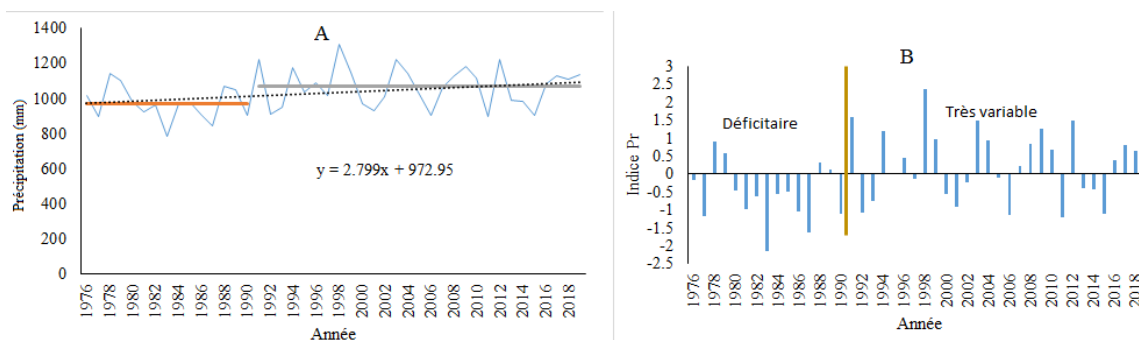 A
1400
1200
1000
800
600
400
200
0
Précipitation (mm)
y = 2.799x + 972.95
1976 1978 1980 1982 1984 1986 1988 1990 1992 1994 1996 1998 2000 2002 2004 2006 2008 2010 2012 2014 2016 2018
Année
B
3
2.5
2
1.5
1
0.5
0
-0.5
-1
-1.5
-2
-2.5
Indice Pr
Déficitaire
Très variable
1976 1978 1980 1982 1984 1986 1988 1990 1992 1994 1996 1998 2000 2002 2004 2006 2008 2010 2012 2014 2016 2018
Année